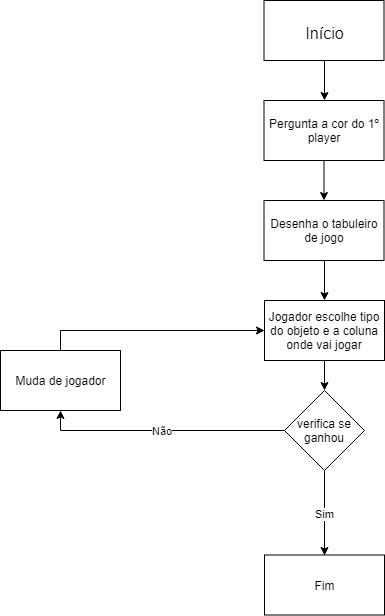 Início
Pergunta a cor do 1º
player
Desenha o tabuleiro
de jogo
Jogador escolhe tipo
do objeto e a coluna
onde vai jogar
Muda de jogador
verifica se
ganhou
Não
Sim
Fim